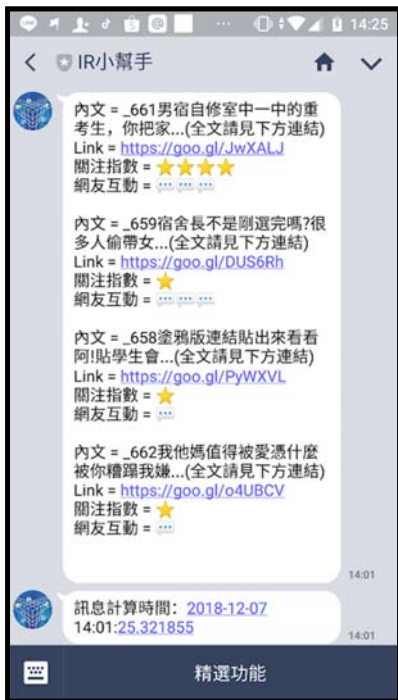 14:25
IR小幫手
內文 = _661男宿自修室中一中的重
考生，你把家...(全文請見下方連結)
Link = https://goo.gl/JwXALJ
關注指數 = ⭐⭐⭐⭐
網友互動 = 💬💬💬
內文 = _659宿舍長不是剛選完嗎?很
多人偷帶女...(全文請見下方連結)
Link = https://goo.gl/DUS6Rh
關注指數 = ⭐
網友互動 = 💬💬💬
內文 = _658塗鴉版連結貼出來看看
阿!貼學生會...(全文請見下方連結)
Link = https://goo.gl/PyWXVL
關注指數 = ⭐
網友互動 = 💬
內文 = _662我他媽值得被愛憑什麼
被你糟蹋我嫌...(全文請見下方連結)
Link = https://goo.gl/o4UBCV
關注指數 = ⭐
網友互動 = 💬
14:01
訊息計算時間：2018-12-07
14:01:25.321855
14:01
精選功能